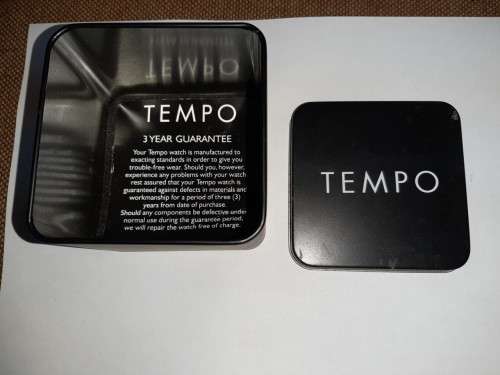 TEMPO
TEMPO
3 YEAR GUARANTEE
Your Tempo watch is manufactured to
exacting standards in order to give you
trouble-free wear. Should you, however,
experience any problems with your watch
rest assured that your Tempo watch is
guaranteed against defects in materials and
workmanship for a period of three (3)
years from date of purchase.
Should any components be defective under
normal use during the guarantee period,
we will repair the watch free of charge.
TEMPO